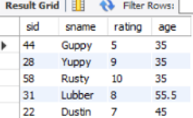 Result Grid Filter Rows:
sid sname rating age
44 Guppy 5 35
28 Yuppy 9 35
58 Rusty 10 35
31 Lubber 8 55.5
22 Dustin 7 45